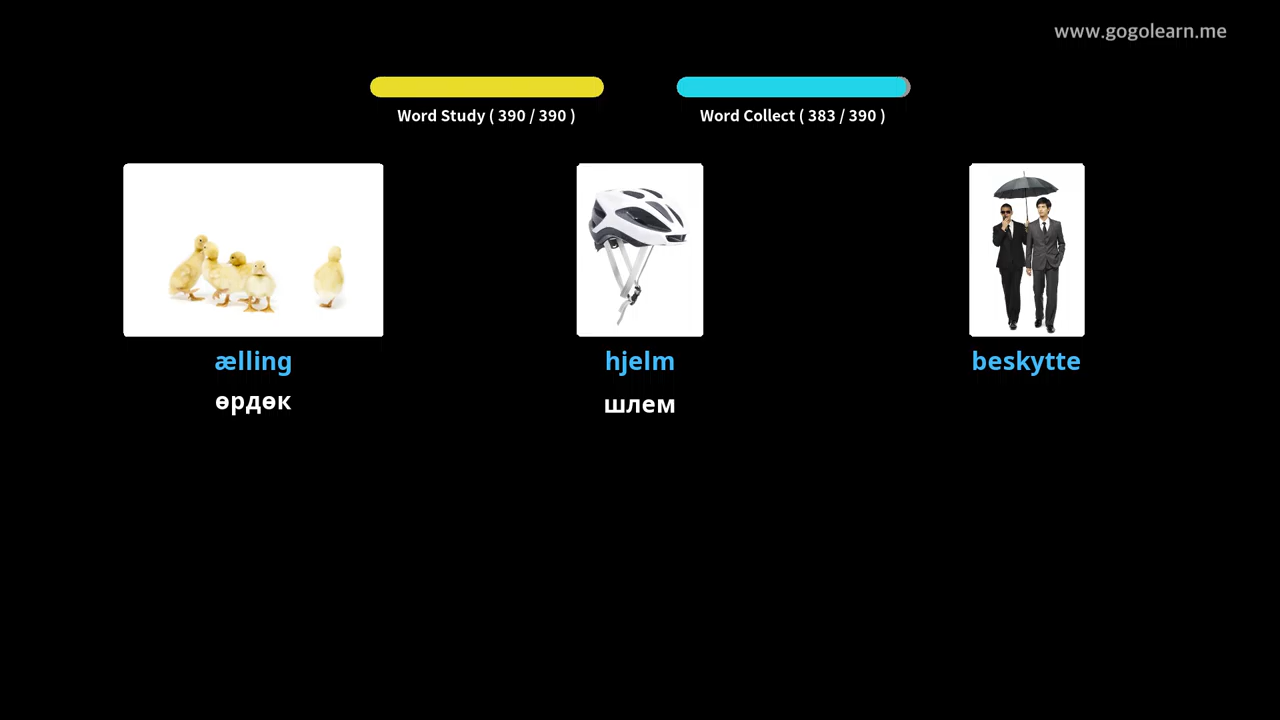 www.gogolearn.me
Word Study ( 390 / 390 )
Word Collect ( 383 / 390 )
ælling
hjelm
beskytte
өрдөк
шлем